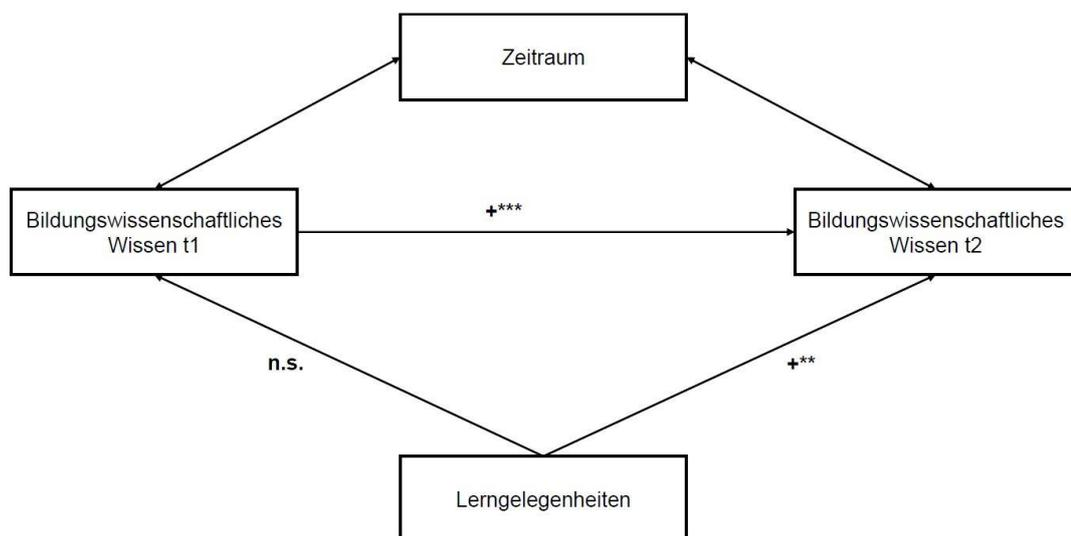 Zeitraum
Bildungswissenschaftliches
Wissen t1
+***
Bildungswissenschaftliches
Wissen t2
n.s.
+**
Lerngelegenheiten